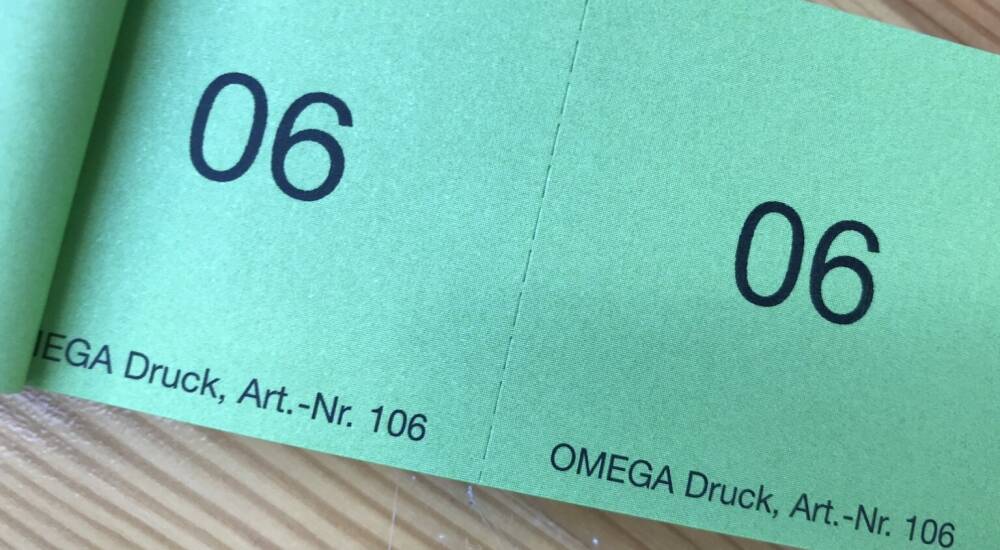 06
EGA Druck, Art.-Nr. 106
06
OMEGA Druck, Art.-Nr. 106